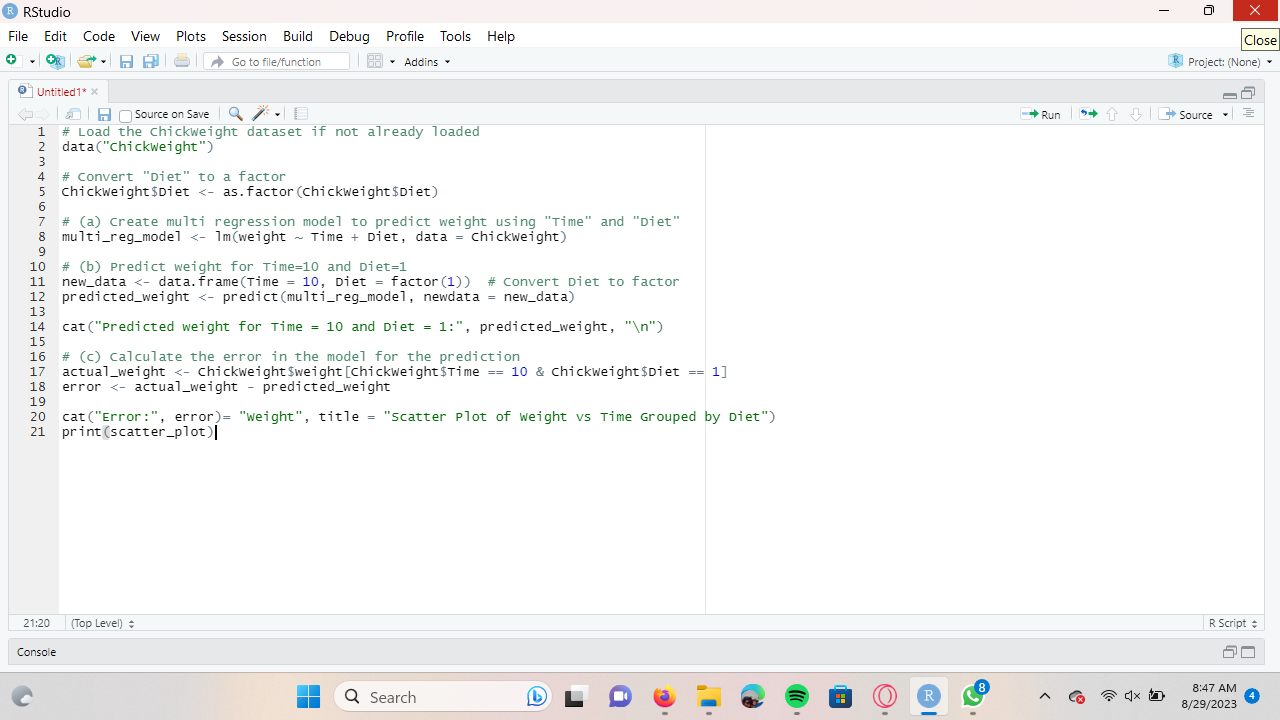 RStudio
File Edit Code View Plots Session Build Debug Profile Tools Help
Close
Go to file/function Addins Project: (None)
Untitled1*
Source on Save Run Source
1 # Load the ChickWeight dataset if not already loaded
2 data("ChickWeight")
3
4 # Convert "Diet" to a factor
5 ChickWeight$Diet <- as.factor(ChickWeight$Diet)
6
7 # (a) Create multi regression model to predict weight using "Time" and "Diet"
8 multi_reg_model <- lm(weight ~ Time + Diet, data = ChickWeight)
9
10 # (b) Predict weight for Time=10 and Diet=1
11 new_data <- data.frame(Time = 10, Diet = factor(1))  # Convert Diet to factor
12 predicted_weight <- predict(multi_reg_model, newdata = new_data)
13
14 cat("Predicted weight for Time = 10 and Diet = 1:", predicted_weight, "\n")
15
16 # (c) Calculate the error in the model for the prediction
17 actual_weight <- ChickWeight$weight[ChickWeight$Time == 10 & ChickWeight$Diet == 1]
18 error <- actual_weight - predicted_weight
19
20 cat("Error:", error)= "Weight", title = "Scatter Plot of Weight vs Time Grouped by Diet")
21 print(scatter_plot)
21:20 (Top Level) R Script
Console
Search 8 8:47 AM
8/29/2023 4